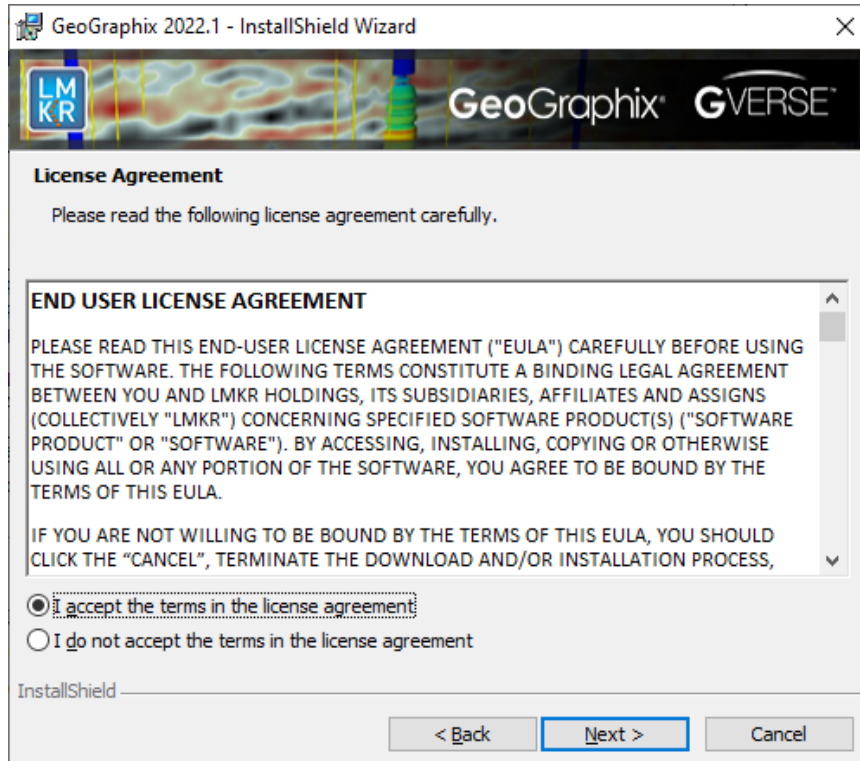 GeoGraphix 2022.1 - InstallShield Wizard
LM
KR
GeoGraphix® GVERSE™
License Agreement
Please read the following license agreement carefully.
END USER LICENSE AGREEMENT
PLEASE READ THIS END-USER LICENSE AGREEMENT ("EULA") CAREFULLY BEFORE USING
THE SOFTWARE. THE FOLLOWING TERMS CONSTITUTE A BINDING LEGAL AGREEMENT
BETWEEN YOU AND LMKR HOLDINGS, ITS SUBSIDIARIES, AFFILIATES AND ASSIGNS
(COLLECTIVELY "LMKR") CONCERNING SPECIFIED SOFTWARE PRODUCT(S) ("SOFTWARE
PRODUCT" OR "SOFTWARE"). BY ACCESSING, INSTALLING, COPYING OR OTHERWISE
USING ALL OR ANY PORTION OF THE SOFTWARE, YOU AGREE TO BE BOUND BY THE
TERMS OF THIS EULA.
IF YOU ARE NOT WILLING TO BE BOUND BY THE TERMS OF THIS EULA, YOU SHOULD
CLICK THE “CANCEL”, TERMINATE THE DOWNLOAD AND/OR INSTALLATION PROCESS,
I accept the terms in the license agreement
I do not accept the terms in the license agreement
InstallShield
< Back Next > Cancel